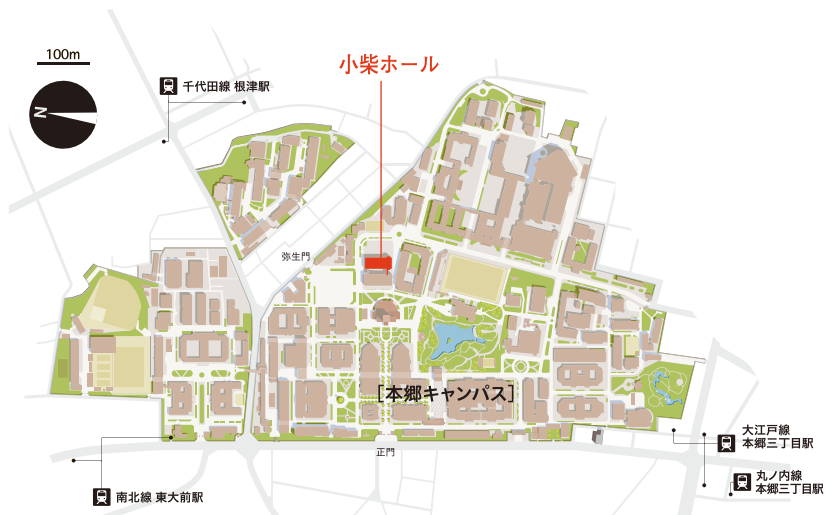 100m
N
千代田線 根津駅
小柴ホール
弥生門
[本郷キャンパス]
正門
大江戸線
本郷三丁目駅
丸ノ内線
本郷三丁目駅
南北線 東大前駅